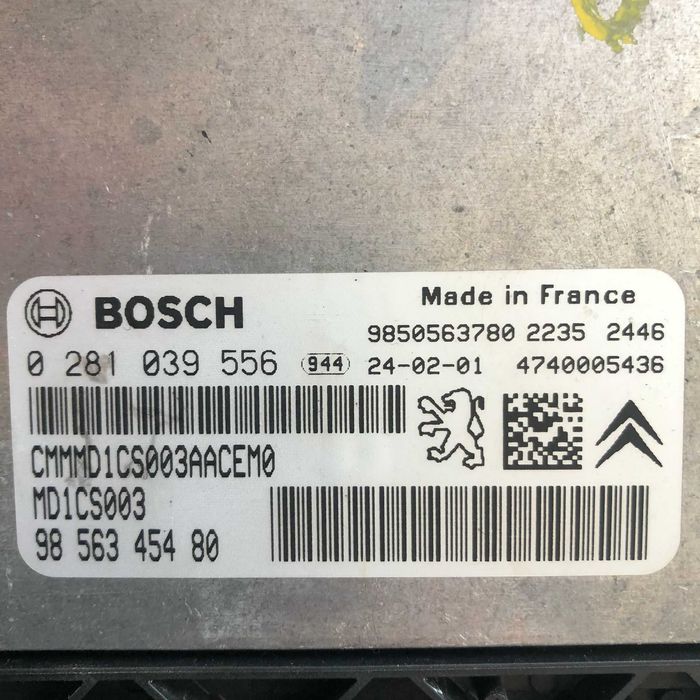 BOSCH
Made in France
9850563780 2235 2446
0 281 039 556 944 24-02-01 4740005436
CMMMD1CS003AACEM0
MD1CS003
98 563 454 80